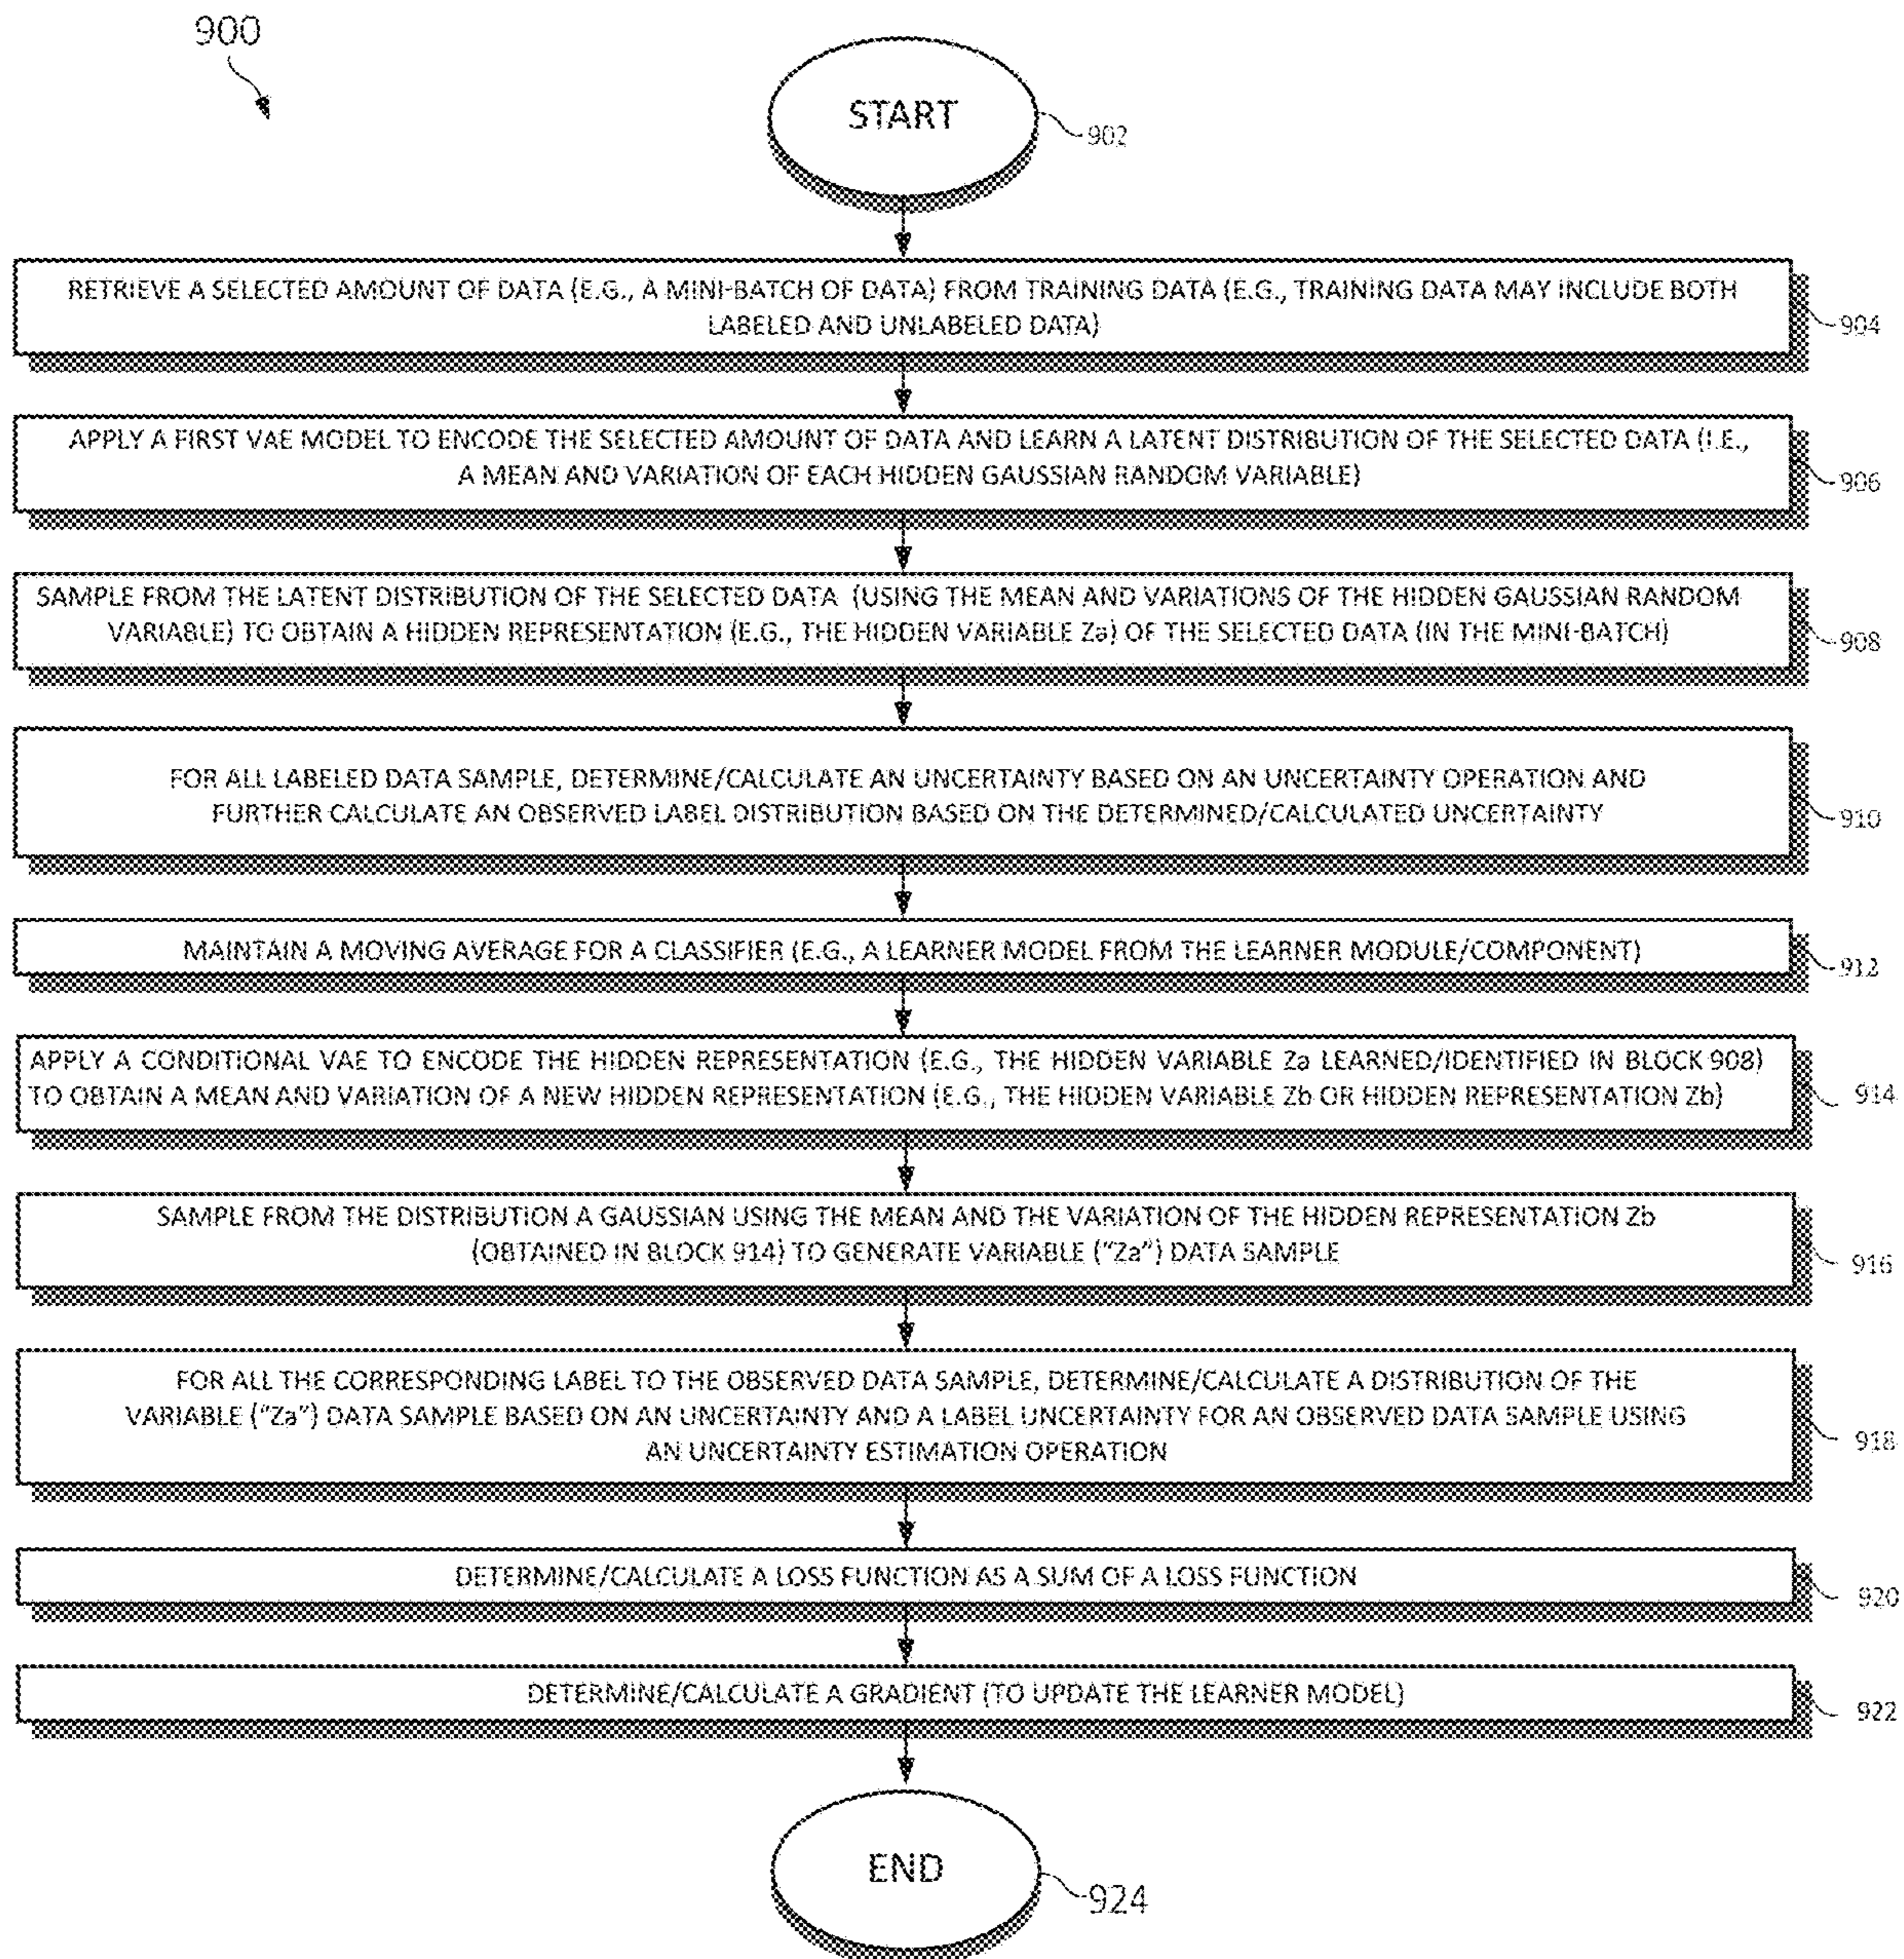 900
START
902
RETRIEVE A SELECTED AMOUNT OF DATA (E.G., A MINI-BATCH OF DATA) FROM TRAINING DATA (E.G., TRAINING DATA MAY INCLUDE BOTH
LABELED AND UNLABELED DATA)
904
APPLY A FIRST VAE MODEL TO ENCODE THE SELECTED AMOUNT OF DATA AND LEARN A LATENT DISTRIBUTION OF THE SELECTED DATA (I.E.,
A MEAN AND VARIATION OF EACH HIDDEN GAUSSIAN RANDOM VARIABLE)
906
SAMPLE FROM THE LATENT DISTRIBUTION OF THE SELECTED DATA (USING THE MEAN AND VARIATIONS OF THE HIDDEN GAUSSIAN RANDOM
VARIABLE) TO OBTAIN A HIDDEN REPRESENTATION (E.G., THE HIDDEN VARIABLE Za) OF THE SELECTED DATA (IN THE MINI-BATCH)
908
FOR ALL LABELED DATA SAMPLE, DETERMINE/CALCULATE AN UNCERTAINTY BASED ON AN UNCERTAINTY OPERATION AND
FURTHER CALCULATE AN OBSERVED LABEL DISTRIBUTION BASED ON THE DETERMINED/CALCULATED UNCERTAINTY
910
MAINTAIN A MOVING AVERAGE FOR A CLASSIFIER (E.G., A LEARNER MODEL FROM THE LEARNER MODULE/COMPONENT)
912
APPLY A CONDITIONAL VAE TO ENCODE THE HIDDEN REPRESENTATION (E.G., THE HIDDEN VARIABLE Za LEARNED/IDENTIFIED IN BLOCK 908)
TO OBTAIN A MEAN AND VARIATION OF A NEW HIDDEN REPRESENTATION (E.G., THE HIDDEN VARIABLE Zb OR HIDDEN REPRESENTATION Zb)
914
SAMPLE FROM THE DISTRIBUTION A GAUSSIAN USING THE MEAN AND THE VARIATION OF THE HIDDEN REPRESENTATION Zb
(OBTAINED IN BLOCK 914) TO GENERATE VARIABLE ("Za") DATA SAMPLE
916
FOR ALL THE CORRESPONDING LABEL TO THE OBSERVED DATA SAMPLE, DETERMINE/CALCULATE A DISTRIBUTION OF THE
VARIABLE ("Za") DATA SAMPLE BASED ON AN UNCERTAINTY AND A LABEL UNCERTAINTY FOR AN OBSERVED DATA SAMPLE USING
AN UNCERTAINTY ESTIMATION OPERATION
918
DETERMINE/CALCULATE A LOSS FUNCTION AS A SUM OF A LOSS FUNCTION
920
DETERMINE/CALCULATE A GRADIENT (TO UPDATE THE LEARNER MODEL)
922
END
924